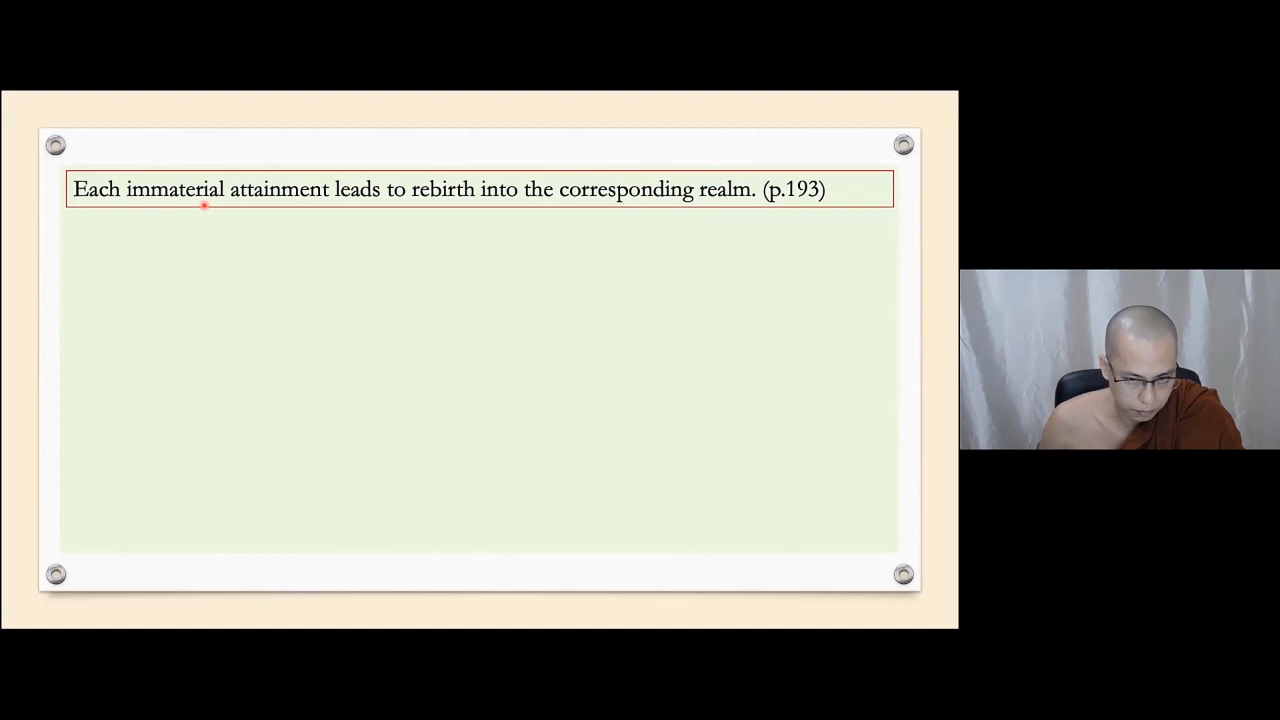 Each immaterial attainment leads to rebirth into the corresponding realm. (p.193)